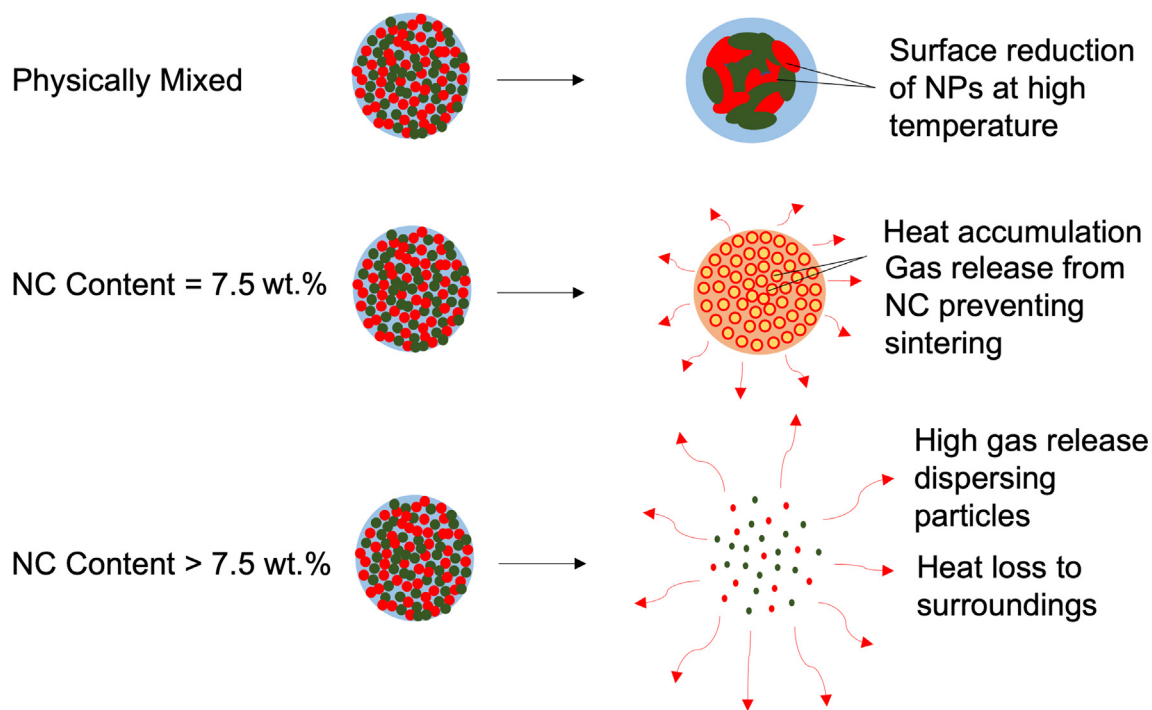 Physically Mixed
Surface reduction
of NPs at high
temperature
NC Content = 7.5 wt.%
Heat accumulation
Gas release from
NC preventing
sintering
NC Content > 7.5 wt.%
High gas release
dispersing
particles
Heat loss to
surroundings